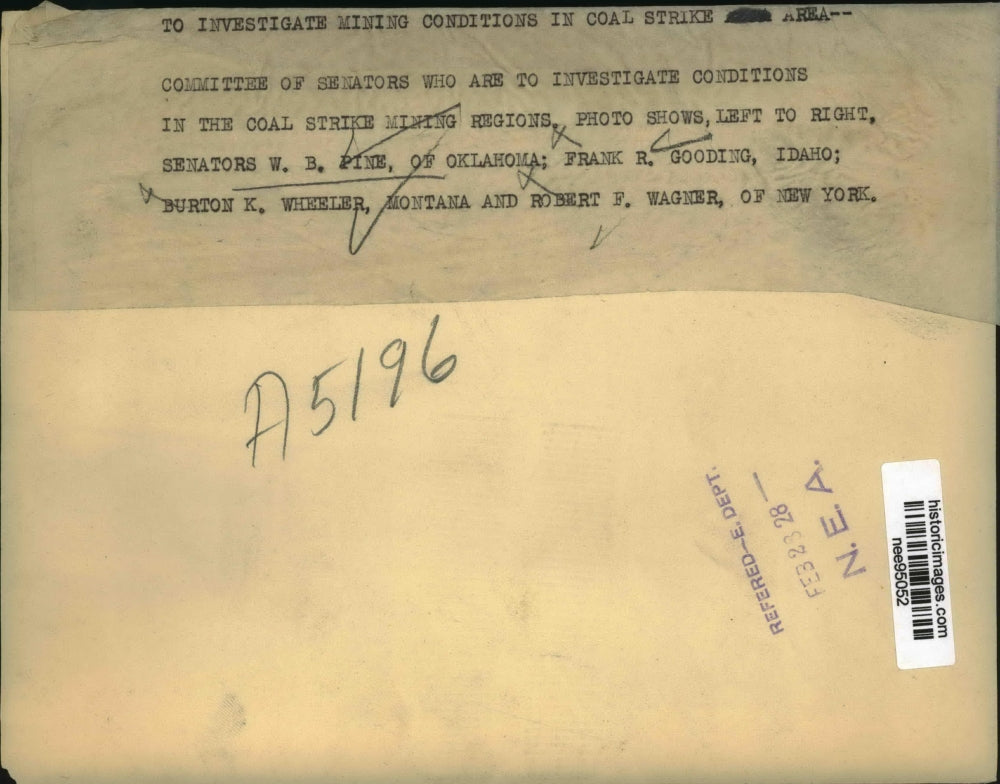 TO INVESTIGATE MINING CONDITIONS IN COAL STRIKE AREA--
COMMITTEE OF SENATORS WHO ARE TO INVESTIGATE CONDITIONS
IN THE COAL STRIKE MINING REGIONS. PHOTO SHOWS, LEFT TO RIGHT,
SENATORS W. B. PINE, OF OKLAHOMA; FRANK R. GOODING, IDAHO;
BURTON K. WHEELER, MONTANA AND ROBERT F. WAGNER, OF NEW YORK.
A5196
REFERED-E. DEPT.
FEB 23 28
N. E. A.
historicimages.com
nee95052